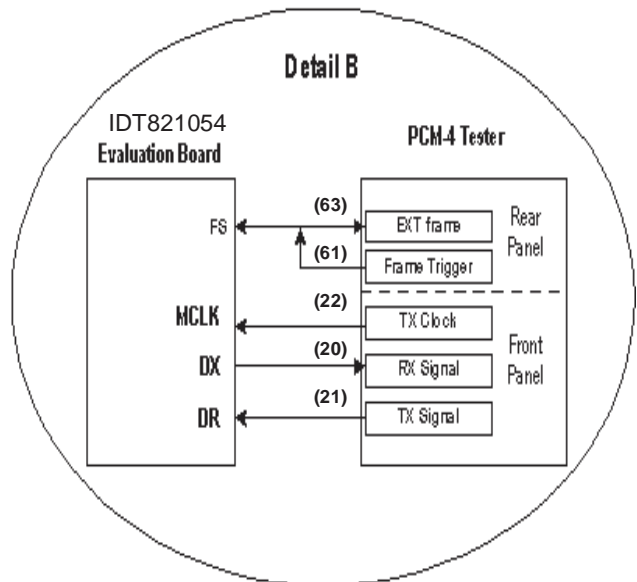 Detail B
IDT821054
Evaluation Board
PCM-4 Tester
FS
(63)
EXT frame
Rear
Panel
(61)
Frame Trigger
MCLK
(22)
TX Clock
DX
(20)
RX Signal
Front
Panel
DR
(21)
TX Signal